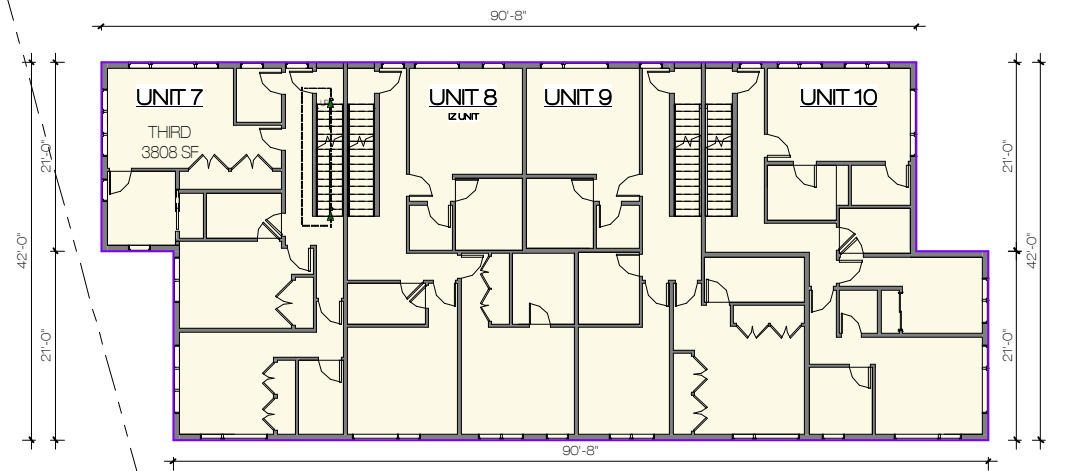 90'-8"
UNIT 7
UNIT 8
UNIT 9
UNIT 10
IZ UNIT
THIRD
3808 SF
21'-0"
21'-0"
42'-0"
42'-0"
21'-0"
21'-0"
90'-8"